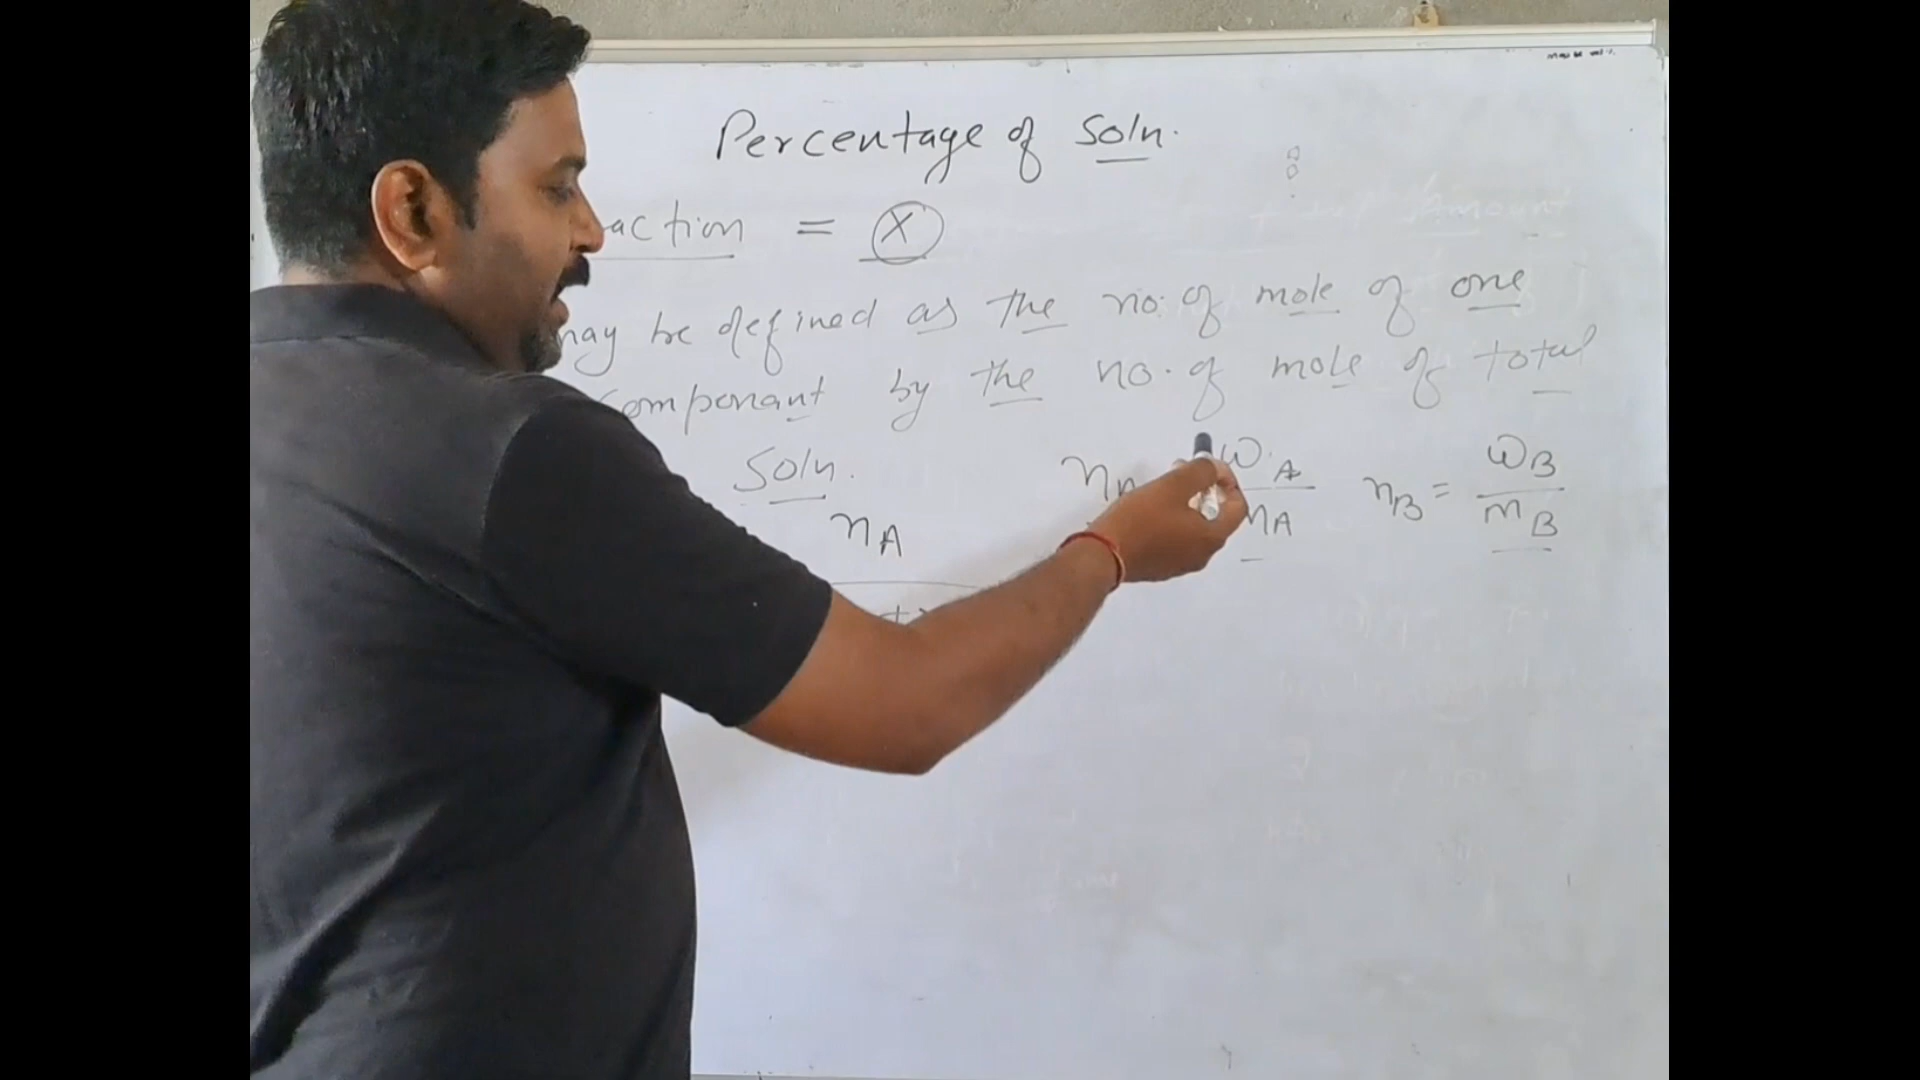 Percentage of Soln.
action = X
may be defined as the no. of mole of one
componant by the no. of mole of total
Soln.
nA
nA wA nB = wB
mA mB